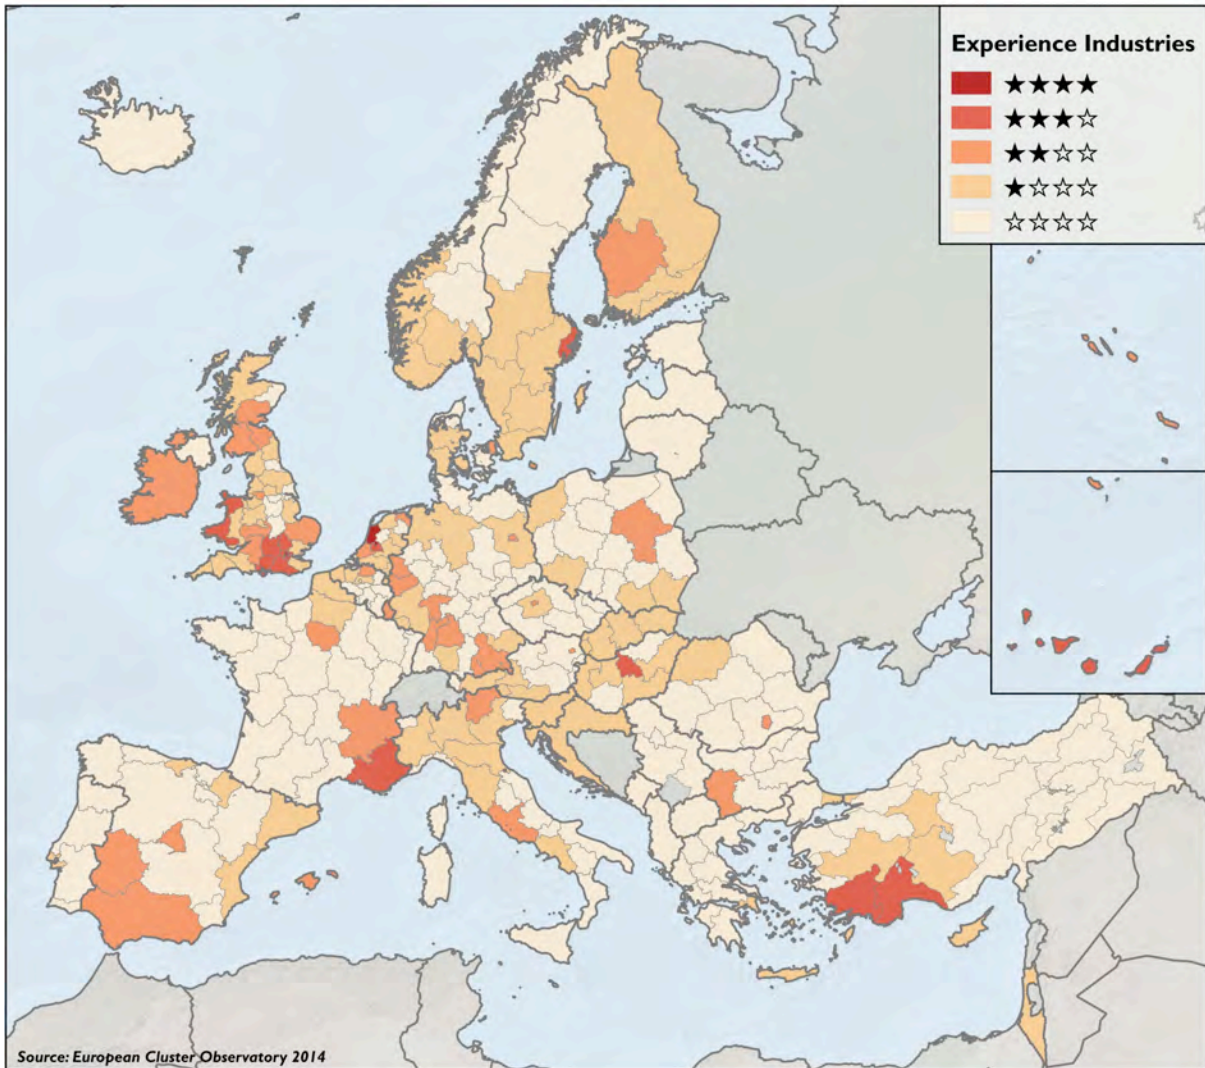 Experience Industries
★★★★
★★★☆
★★☆☆
★☆☆☆
☆☆☆☆
Source: European Cluster Observatory 2014